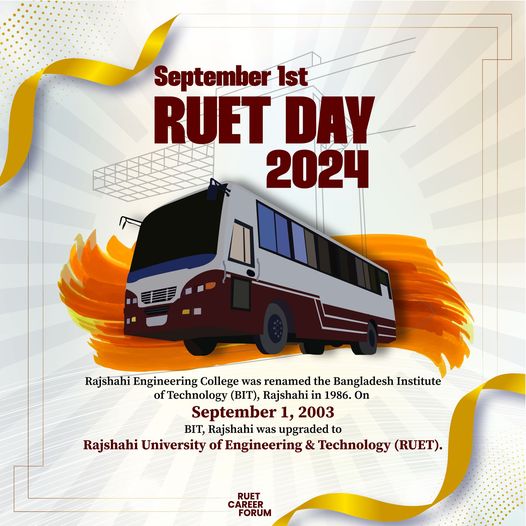 September 1st
RUET DAY
2024
Rajshahi Engineering College was renamed the Bangladesh Institute
of Technology (BIT), Rajshahi in 1986. On
September 1, 2003
BIT, Rajshahi was upgraded to
Rajshahi University of Engineering & Technology (RUET).
RUET
CAREER
FORUM